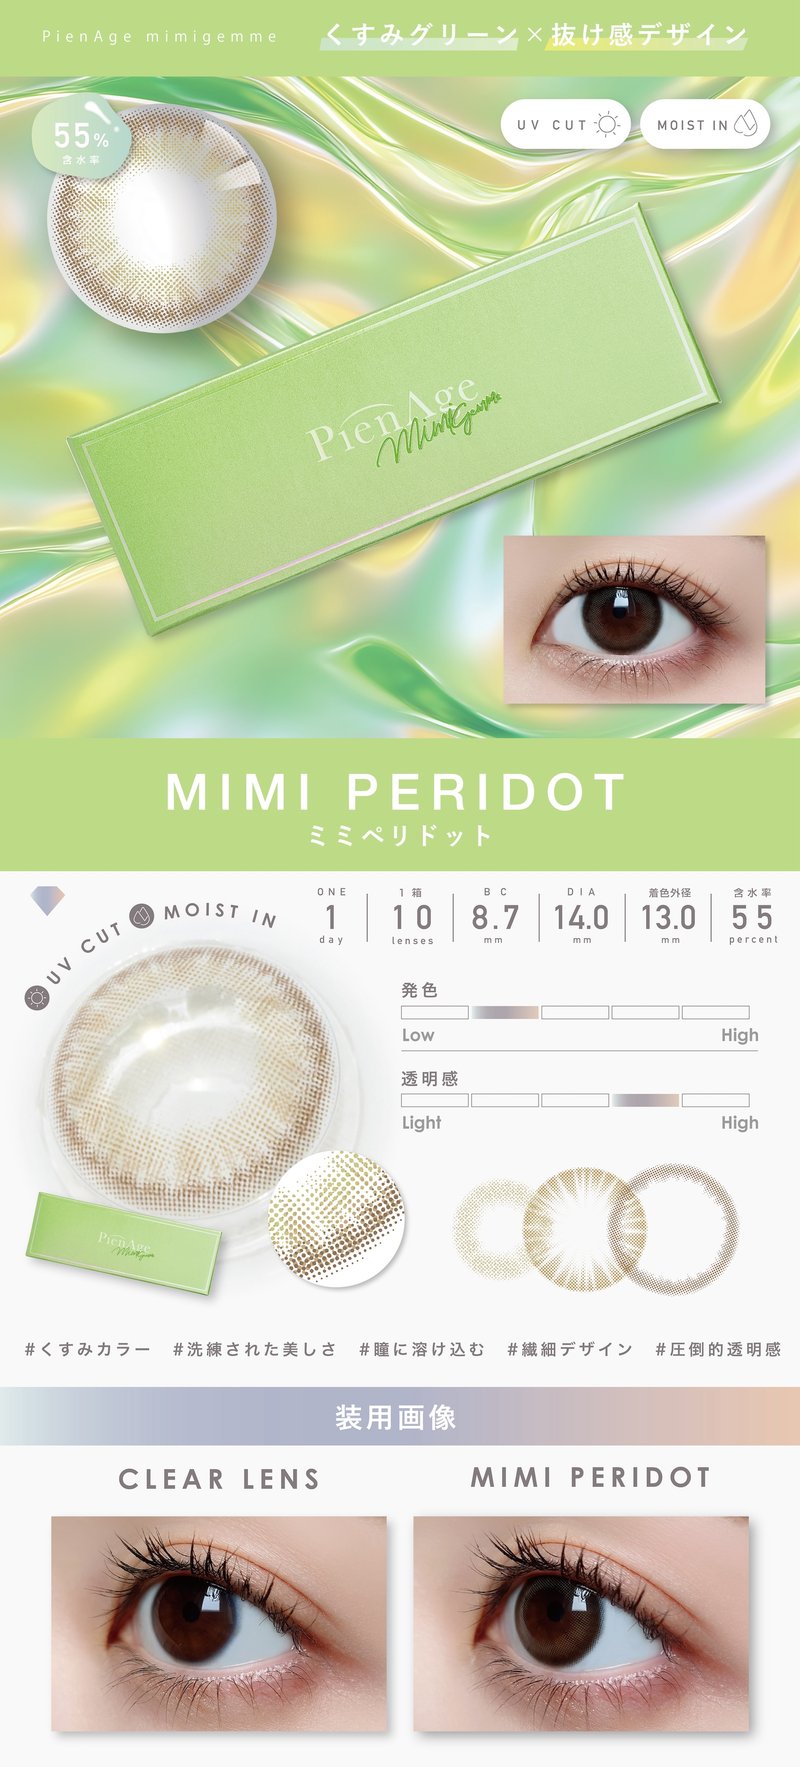 PienAge mimigemme
くすみグリーン×抜け感デザイン
55%
含水率
UV CUT
MOIST IN
PienAge
MimiGemme
MIMI PERIDOT
ミミペリドット
UV CUT
MOIST IN
ONE 1 day
1箱 10 lenses
BC 8.7 mm
DIA 14.0 mm
着色外径 13.0 mm
含水率 55 percent
発色
Low High
透明感
Light High
PienAge
MimiGemme
#くすみカラー #洗練された美しさ #瞳に溶け込む #繊細デザイン #圧倒的透明感
装用画像
CLEAR LENS
MIMI PERIDOT